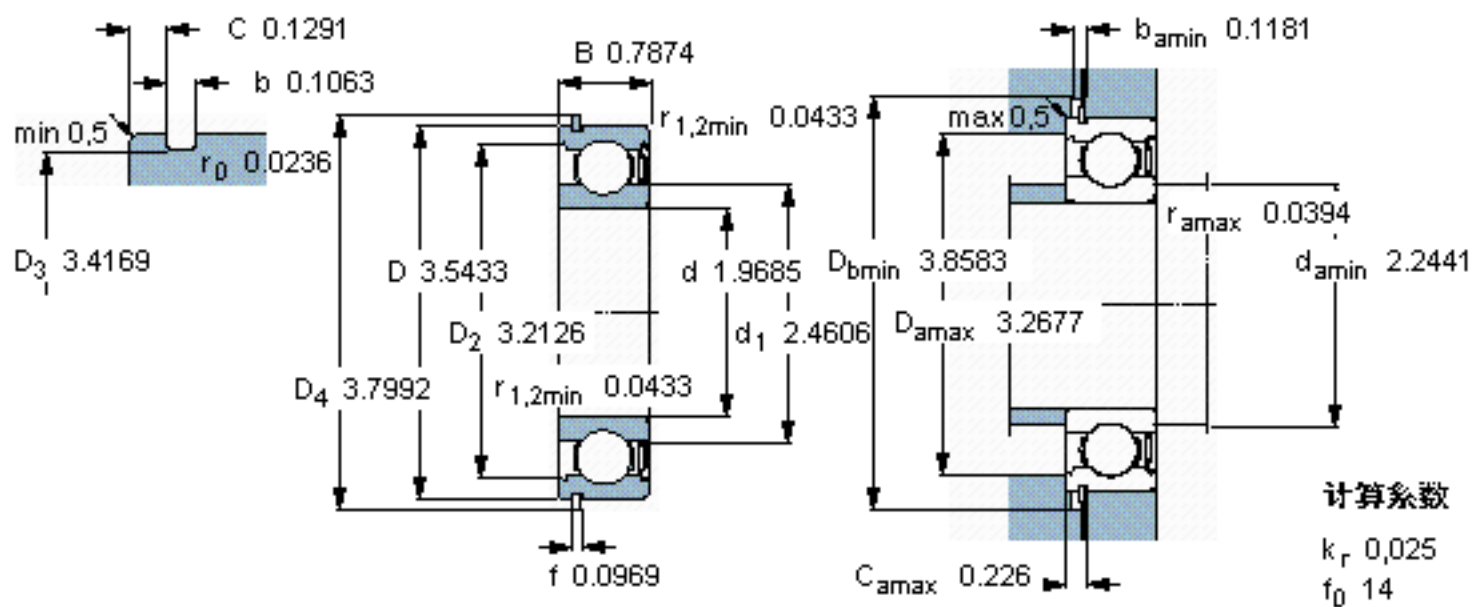 C 0.1291
b 0.1063
min 0,5
r0 0.0236
D3 3.4169
B 0.7874
r1,2min 0.0433
D 3.5433
d 1.9685
D2 3.2126
d1 2.4606
D4 3.7992
r1,2min 0.0433
f 0.0969
bamin 0.1181
max 0,5
ramax 0.0394
Dbmin 3.8583
damin 2.2441
Damax 3.2677
Camax 0.226
计算系数
kr 0,025
f0 14